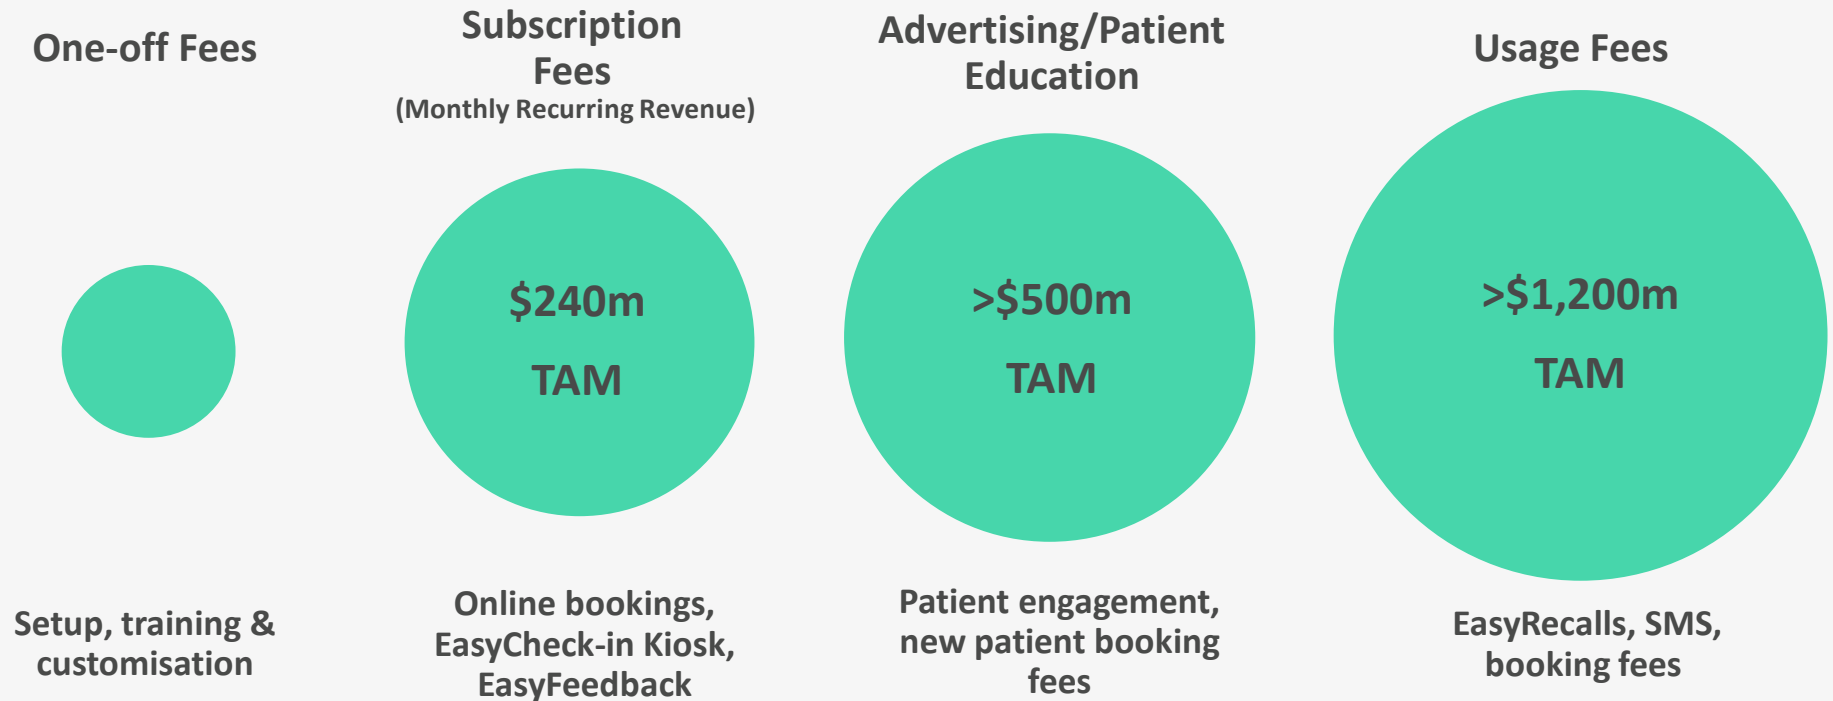 One-off Fees
Subscription
Fees
(Monthly Recurring Revenue)
Advertising/Patient
Education
Usage Fees
$240m
TAM
>$500m
TAM
>$1,200m
TAM
Setup, training &
customisation
Online bookings,
EasyCheck-in Kiosk,
EasyFeedback
Patient engagement,
new patient booking
fees
EasyRecalls, SMS,
booking fees